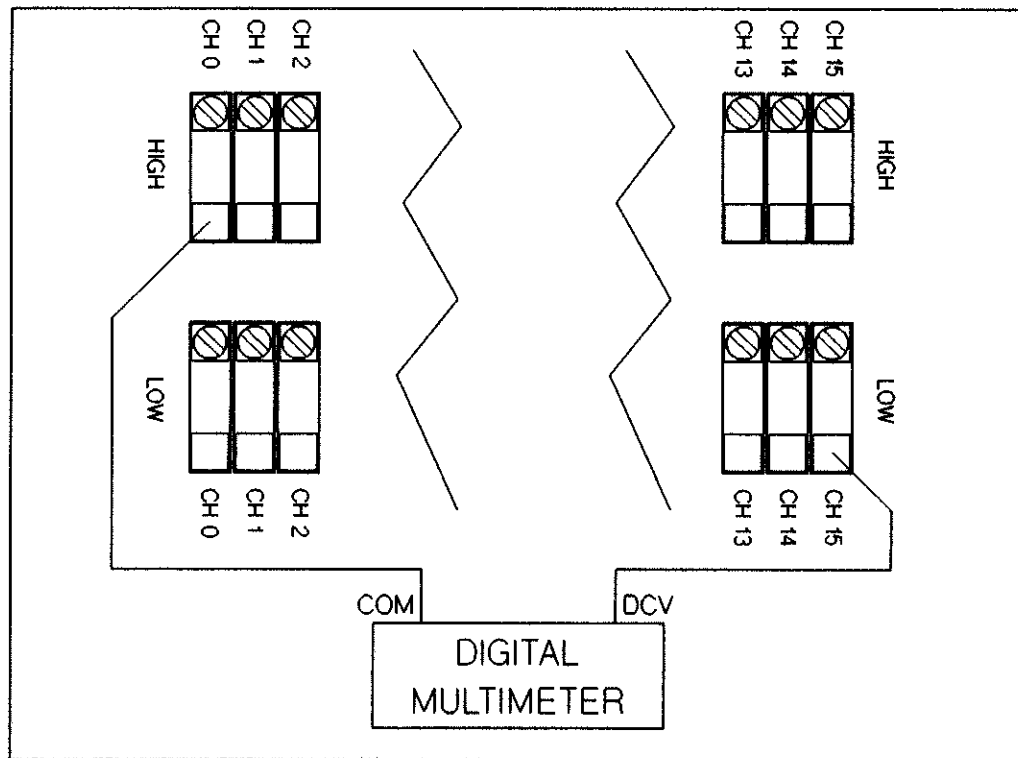 CH 0
CH 1
CH 2
CH 13
CH 14
CH 15
HIGH
HIGH
LOW
LOW
CH 0
CH 1
CH 2
CH 13
CH 14
CH 15
COM
DCV
DIGITAL
MULTIMETER